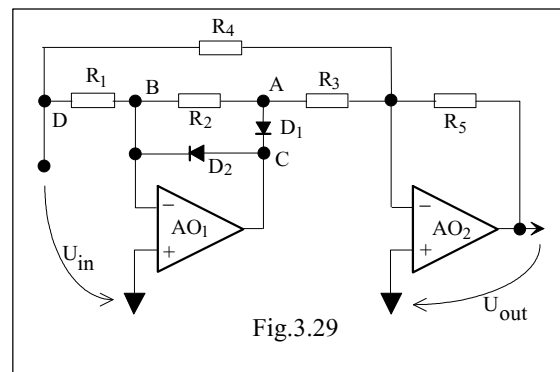 R4
R1
B
A
R3
D
R2
D1
R5
C
D2
−
AO1
+
−
AO2
+
Uin
Uout
Fig.3.29